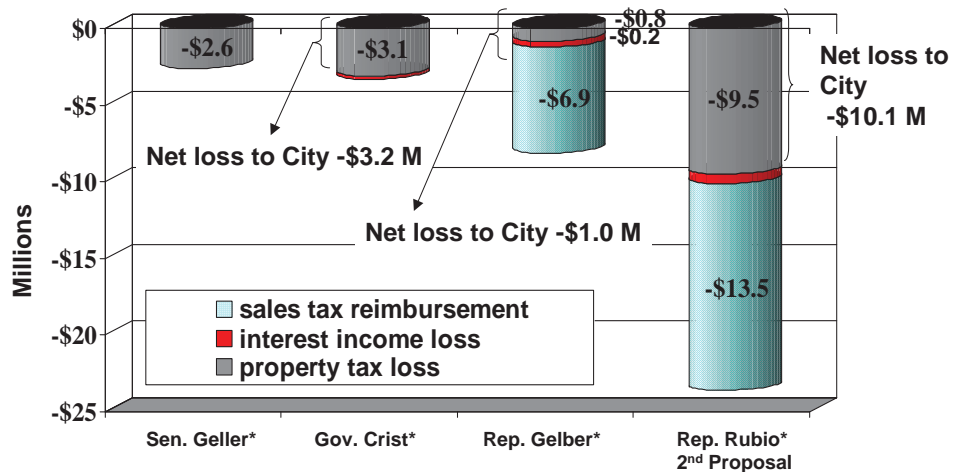 $0
-$5
-$10
-$15
-$20
-$25
Millions
-$2.6
-$3.1
-$0.8
-$0.2
-$6.9
-$9.5
-$13.5
Net loss to City -$3.2 M
Net loss to City -$1.0 M
Net loss to
City
-$10.1 M
sales tax reimbursement
interest income loss
property tax loss
Sen. Geller*
Gov. Crist*
Rep. Gelber*
Rep. Rubio*
2nd Proposal